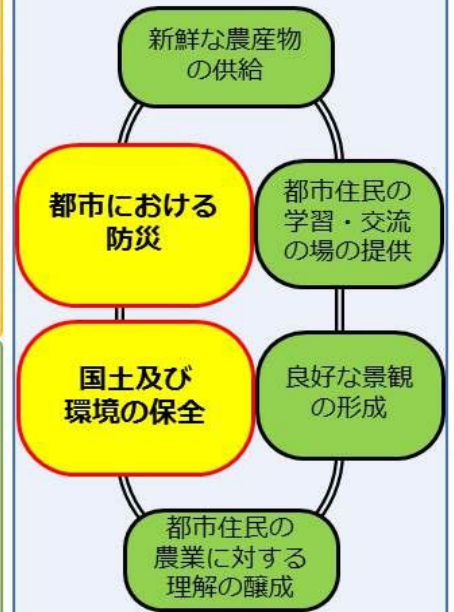 新鮮な農産物
の供給
都市における
防災
都市住民の
学習・交流
の場の提供
国土及び
環境の保全
良好な景観
の形成
都市住民の
農業に対する
理解の醸成